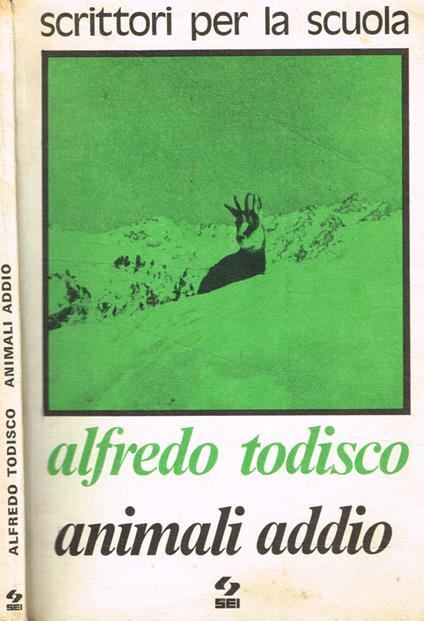 scrittori per la scuola
alfredo todisco
animali addio
SEI
ALFREDO TODISCO ANIMALI ADDIO
SEI